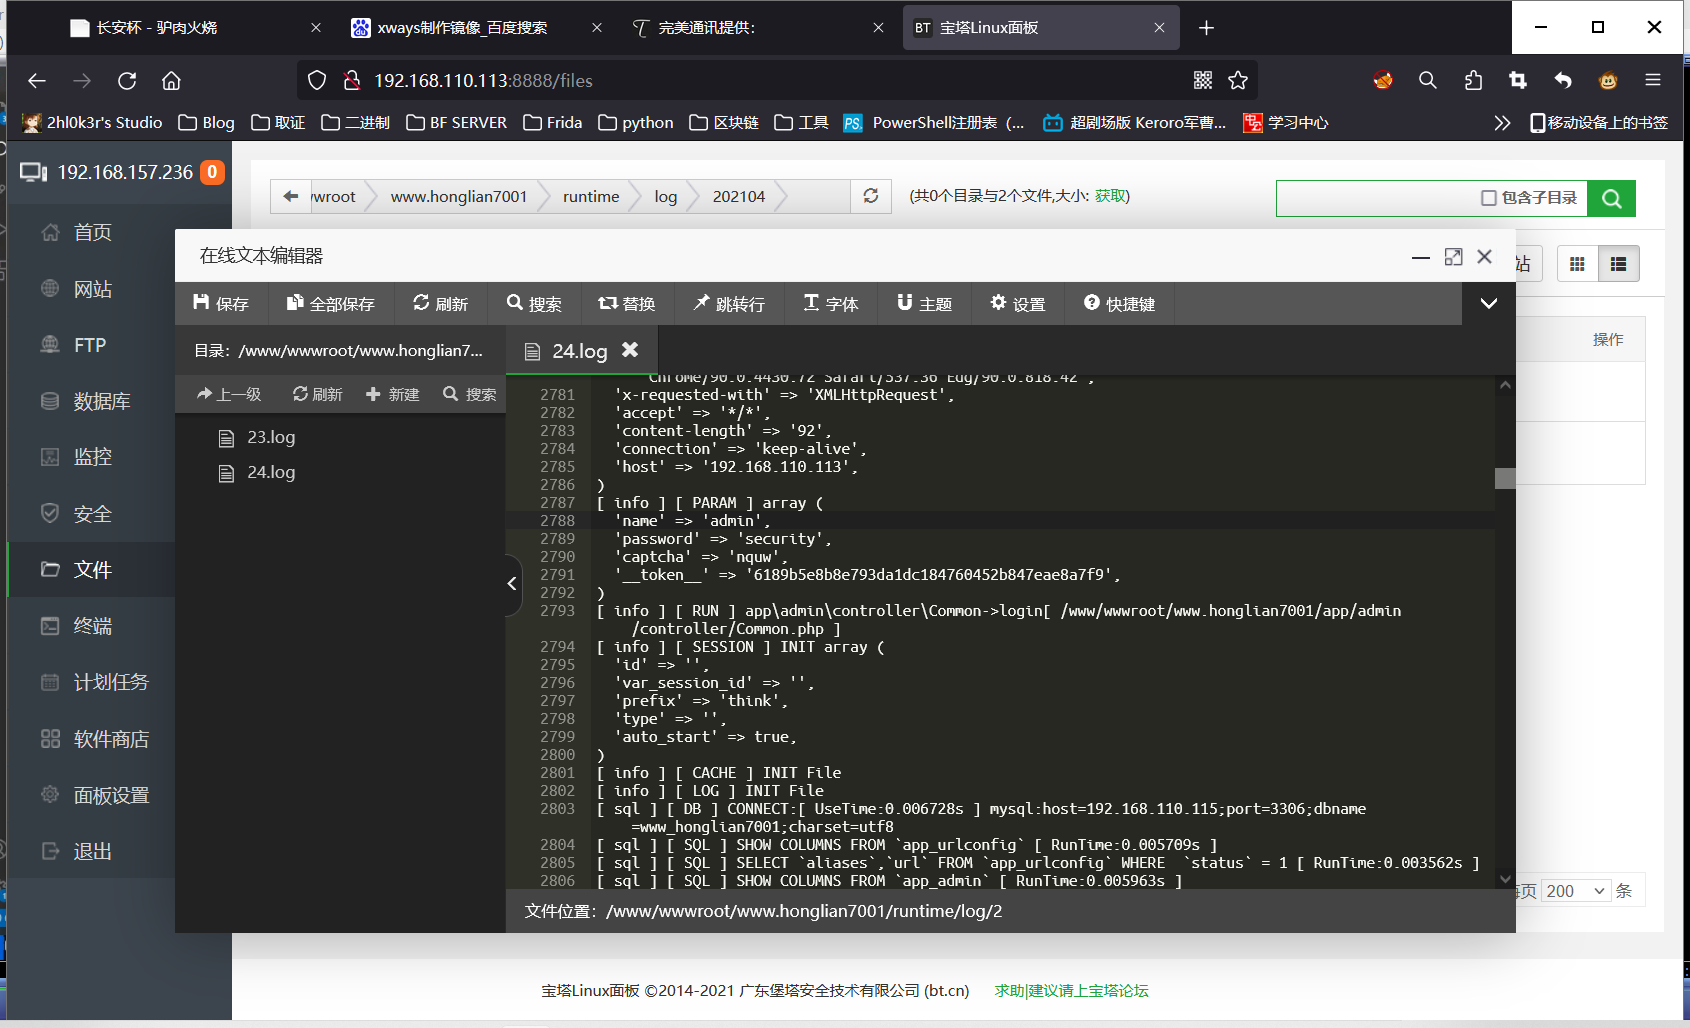 长安杯 - 驴肉火烧
xways制作镜像_百度搜索
完美通讯提供：
BT 宝塔Linux面板
192.168.110.113:8888/files
2hl0k3r's Studio
Blog
取证
二进制
BF SERVER
Frida
python
区块链
工具
PS. PowerShell注册表（...
超剧场版 Keroro军曹...
学习中心
移动设备上的书签
192.168.157.236 0
首页
网站
FTP
数据库
监控
安全
文件
终端
计划任务
软件商店
面板设置
退出
wwroot www.honglian7001 runtime log 202104
(共0个目录与2个文件,大小: 获取)
包含子目录
站
操作
在线文本编辑器
保存 全部保存 刷新 搜索 替换 跳转行 字体 主题 设置 快捷键
目录：/www/wwwroot/www.honglian7...
24.log
上一级 刷新 新建 搜索
23.log
24.log
Chrome/90.0.4430.72 Safari/537.36 Edg/90.0.818.42',
2781 'x-requested-with' => 'XMLHttpRequest',
2782 'accept' => '*/*',
2783 'content-length' => '92',
2784 'connection' => 'keep-alive',
2785 'host' => '192.168.110.113',
2786 )
2787 [ info ] [ PARAM ] array (
2788 'name' => 'admin',
2789 'password' => 'security',
2790 'captcha' => 'nquw',
2791 '__token__' => '6189b5e8b8e793da1dc184760452b847eae8a7f9',
2792 )
2793 [ info ] [ RUN ] app\admin\controller\Common->login[ /www/wwwroot/www.honglian7001/app/admin
/controller/Common.php ]
2794 [ info ] [ SESSION ] INIT array (
2795 'id' => '',
2796 'var_session_id' => '',
2797 'prefix' => 'think',
2798 'type' => '',
2799 'auto_start' => true,
2800 )
2801 [ info ] [ CACHE ] INIT File
2802 [ info ] [ LOG ] INIT File
2803 [ sql ] [ DB ] CONNECT:[ UseTime:0.006728s ] mysql:host=192.168.110.115;port=3306;dbname
=www_honglian7001;charset=utf8
2804 [ sql ] [ SQL ] SHOW COLUMNS FROM `app_urlconfig` [ RunTime:0.005709s ]
2805 [ sql ] [ SQL ] SELECT `aliases`,`url` FROM `app_urlconfig` WHERE  `status` = 1 [ RunTime:0.003562s ]
2806 [ sql ] [ SQL ] SHOW COLUMNS FROM `app_admin` [ RunTime:0.005963s ]
文件位置：/www/wwwroot/www.honglian7001/runtime/log/2
每页 200 条
宝塔Linux面板 ©2014-2021 广东堡塔安全技术有限公司 (bt.cn)
求助|建议请上宝塔论坛